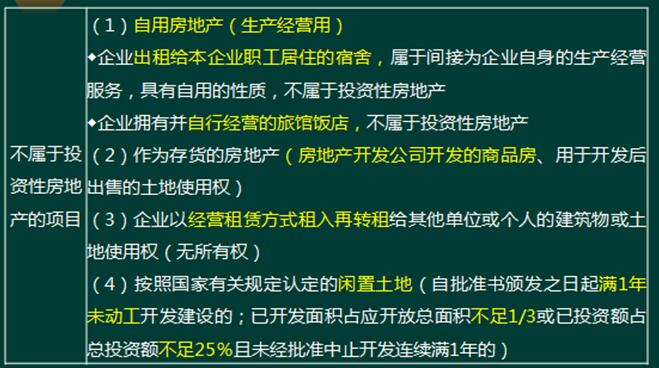 不属于投
资性房地
产的项目
（1）自用房地产（生产经营用）
◆企业出租给本企业职工居住的宿舍，属于间接为企业自身的生产经营
服务，具有自用的性质，不属于投资性房地产
◆企业拥有并自行经营的旅馆饭店，不属于投资性房地产
（2）作为存货的房地产（房地产开发公司开发的商品房、用于开发后
出售的土地使用权）
（3）企业以经营租赁方式租入再转租给其他单位或个人的建筑物或土
地使用权（无所有权）
（4）按照国家有关规定认定的闲置土地（自批准书颁发之日起满1年
未动工开发建设的；已开发面积占应开放总面积不足1/3或已投资额占
总投资额不足25%且未经批准中止开发连续满1年的）